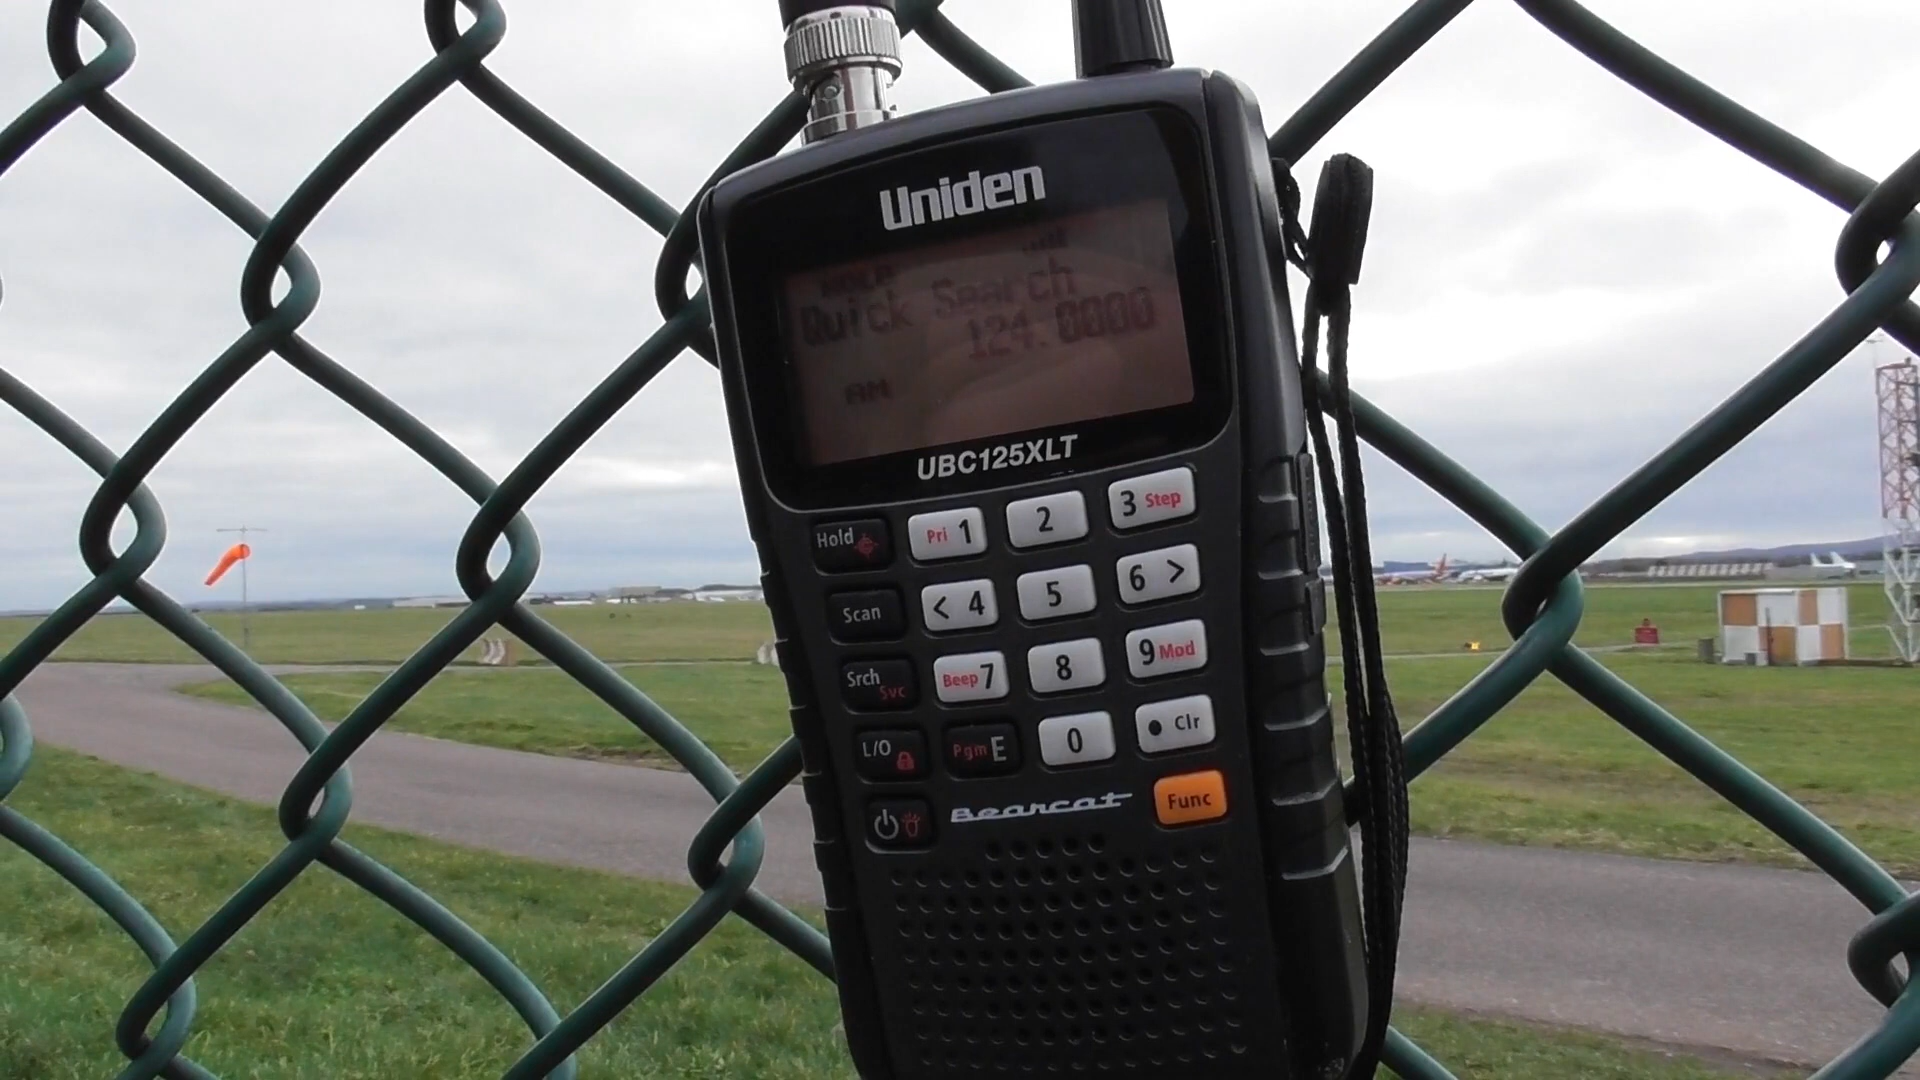 Uniden
HOLD
Quick Search
124.0000
AM
UBC125XLT
Hold Pri 1 2 3 Step
Scan < 4 5 6 >
Srch Svc Beep 7 8 9 Mod
L/O Pgm E 0 • Clr
Bearcat Func